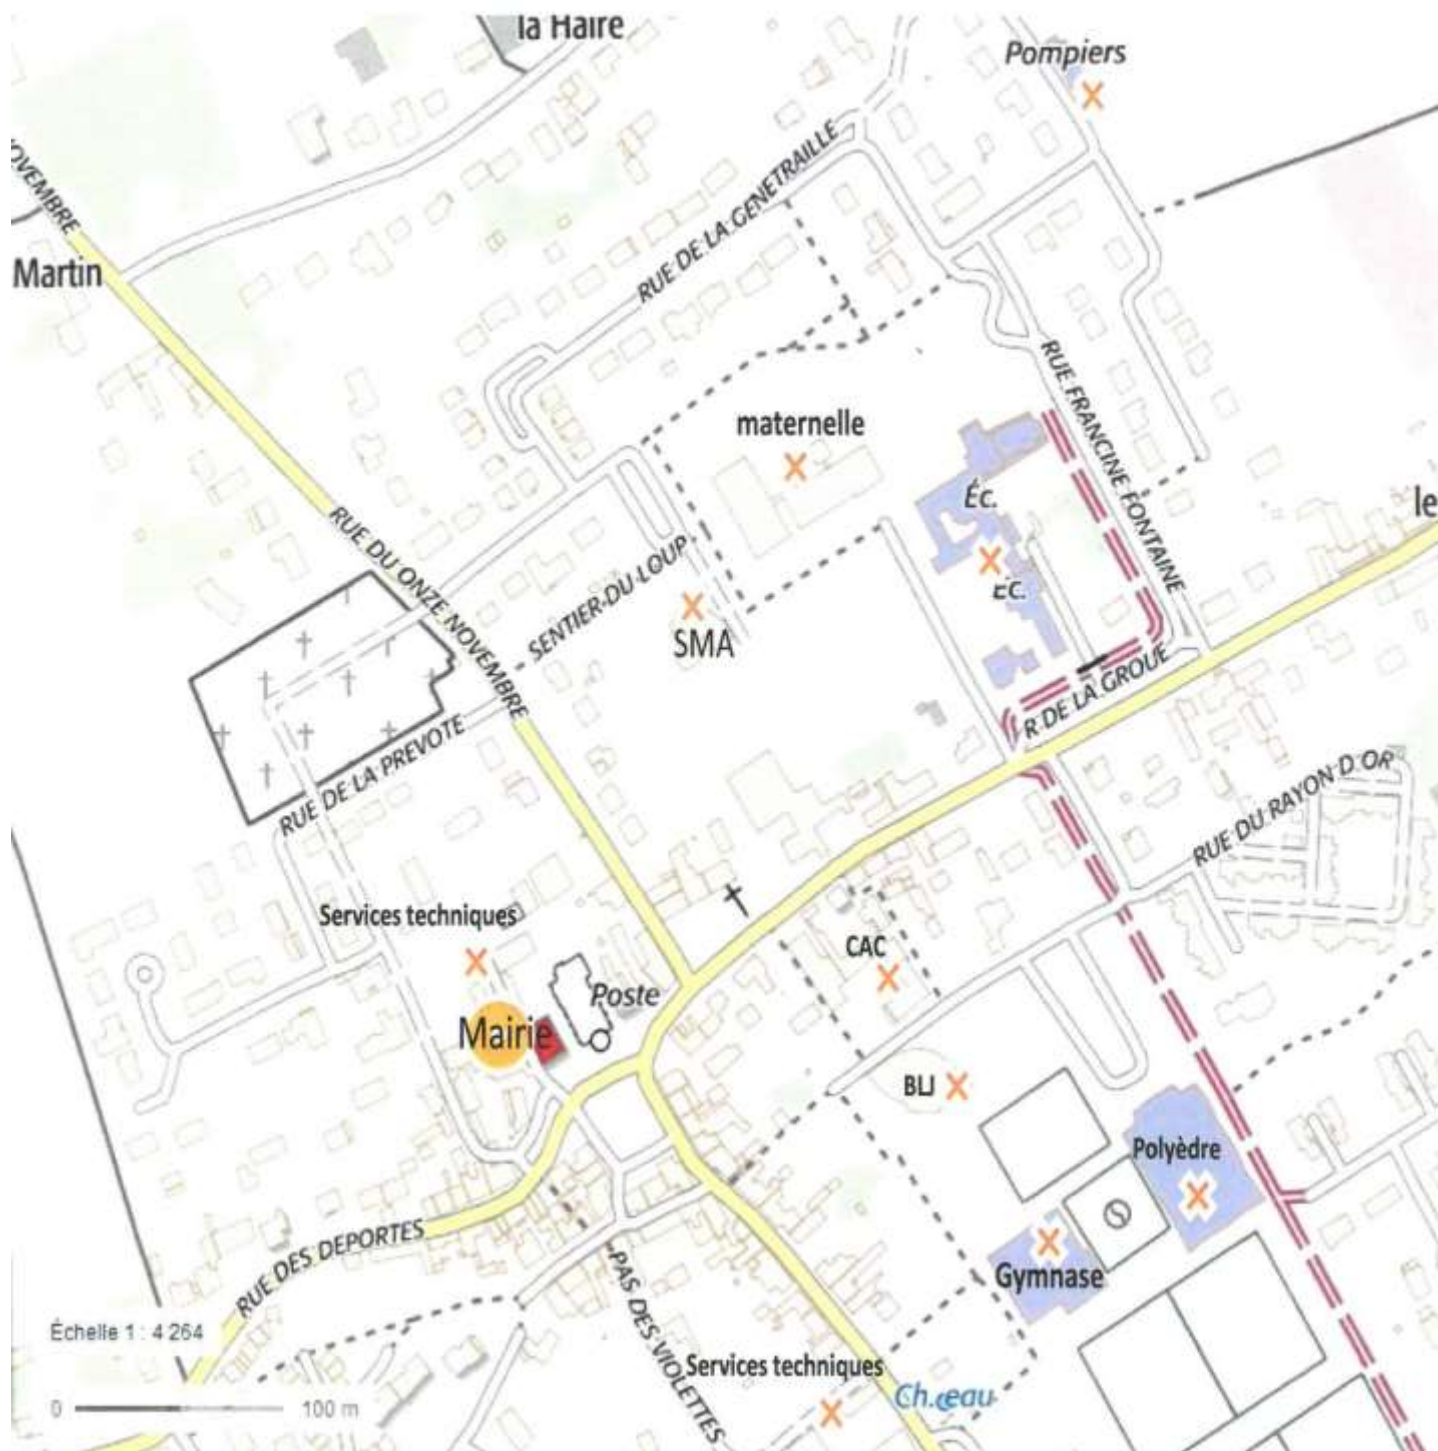 la Haire
Pompiers
NOVEMBRE
RUE DE LA GENETRAILLE
Martin
RUE FRANCINE FONTAINE
maternelle
Éc.
le
RUE DU ONZE NOVEMBRE
SENTIER DU LOUP
ÉC.
SMA
R DE LA GROUE
RUE DE LA PREVOTE
RUE DU RAYON D OR
Services techniques
CAC
Poste
Mairie
BLJ
Polyèdre
RUE DES DEPORTES
PAS DES VIOLETTES
Gymnase
Échelle 1 : 4 264
Services techniques
Ch. eau
0 100 m